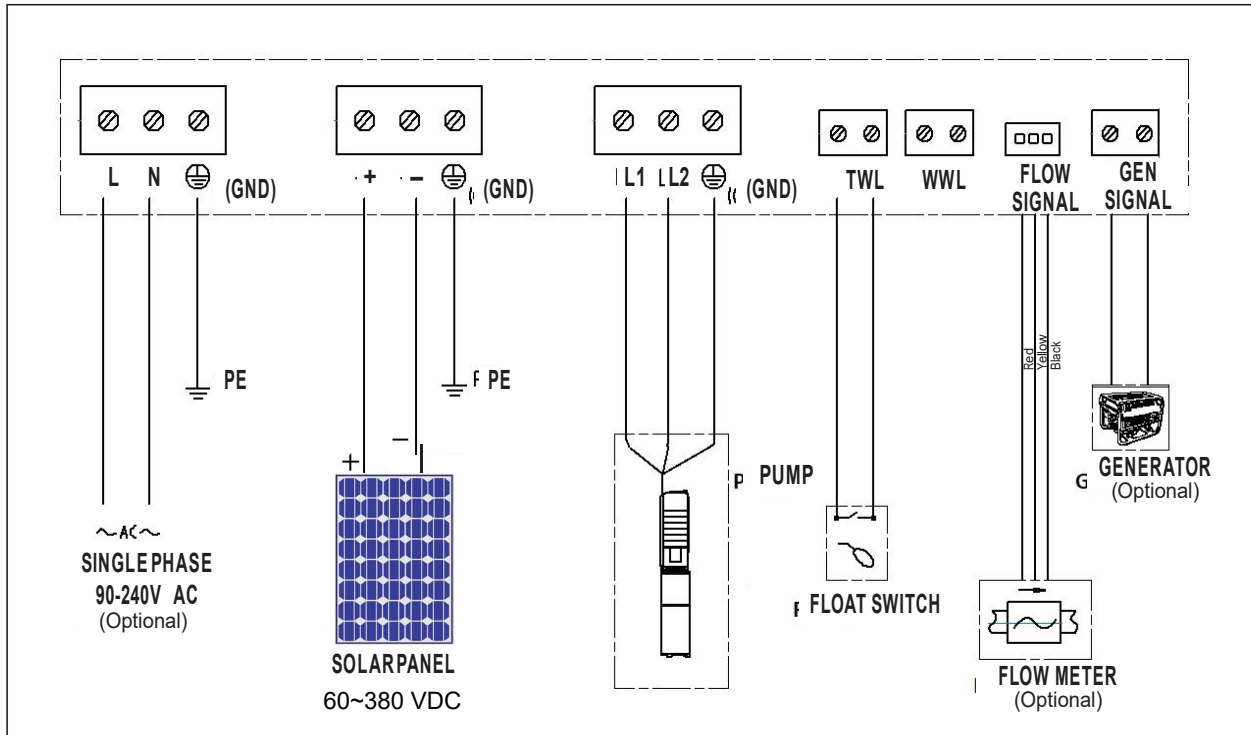 L N (GND)
+ − (GND)
L1 L2 (GND)
TWL
WWL
FLOW
SIGNAL
GEN
SIGNAL
PE
PE
Red
Yellow
Black
+ −
PUMP
GENERATOR
(Optional)
~AC~
SINGLE PHASE
90-240V AC
(Optional)
SOLAR PANEL
60~380 VDC
FLOAT SWITCH
FLOW METER
(Optional)